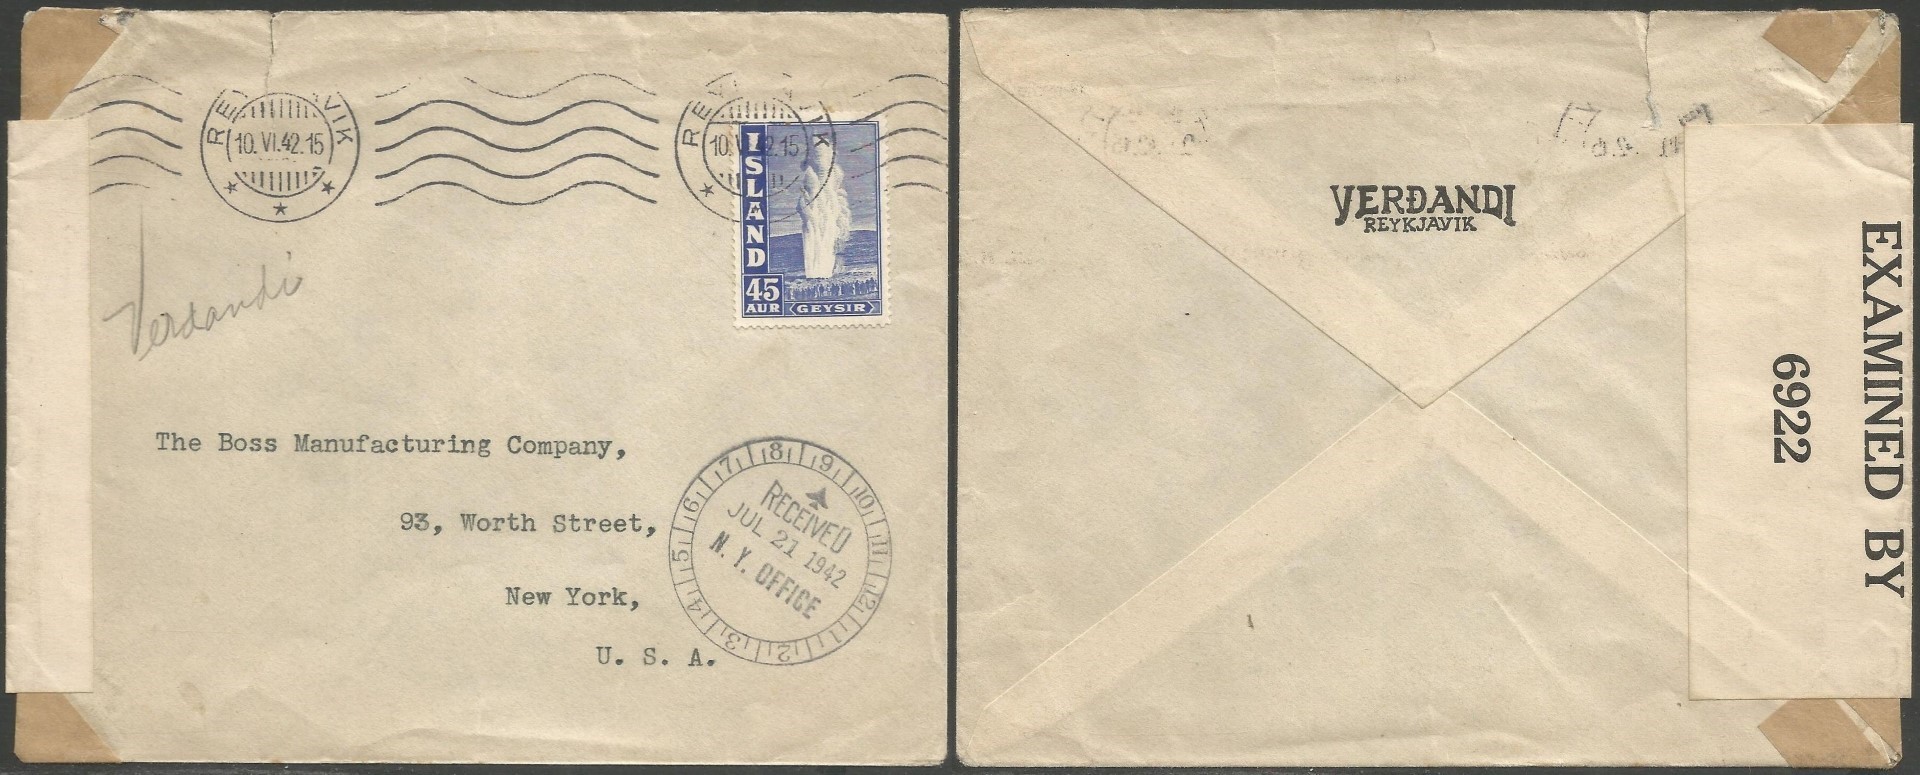 REYKJAVIK
10. VI. 42. 15
REYKJAVIK
10. VI. 42. 15
ISLAND
45
AUR
GEYSIR
Verdandi
The Boss Manufacturing Company,
93, Worth Street,
New York,
U. S. A.
7 8 9 10 11 12 1 2 3 4 5 6
RECEIVED
JUL 21 1942
N. Y. OFFICE
VERÐANDI
REYKJAVIK
EXAMINED BY
6922